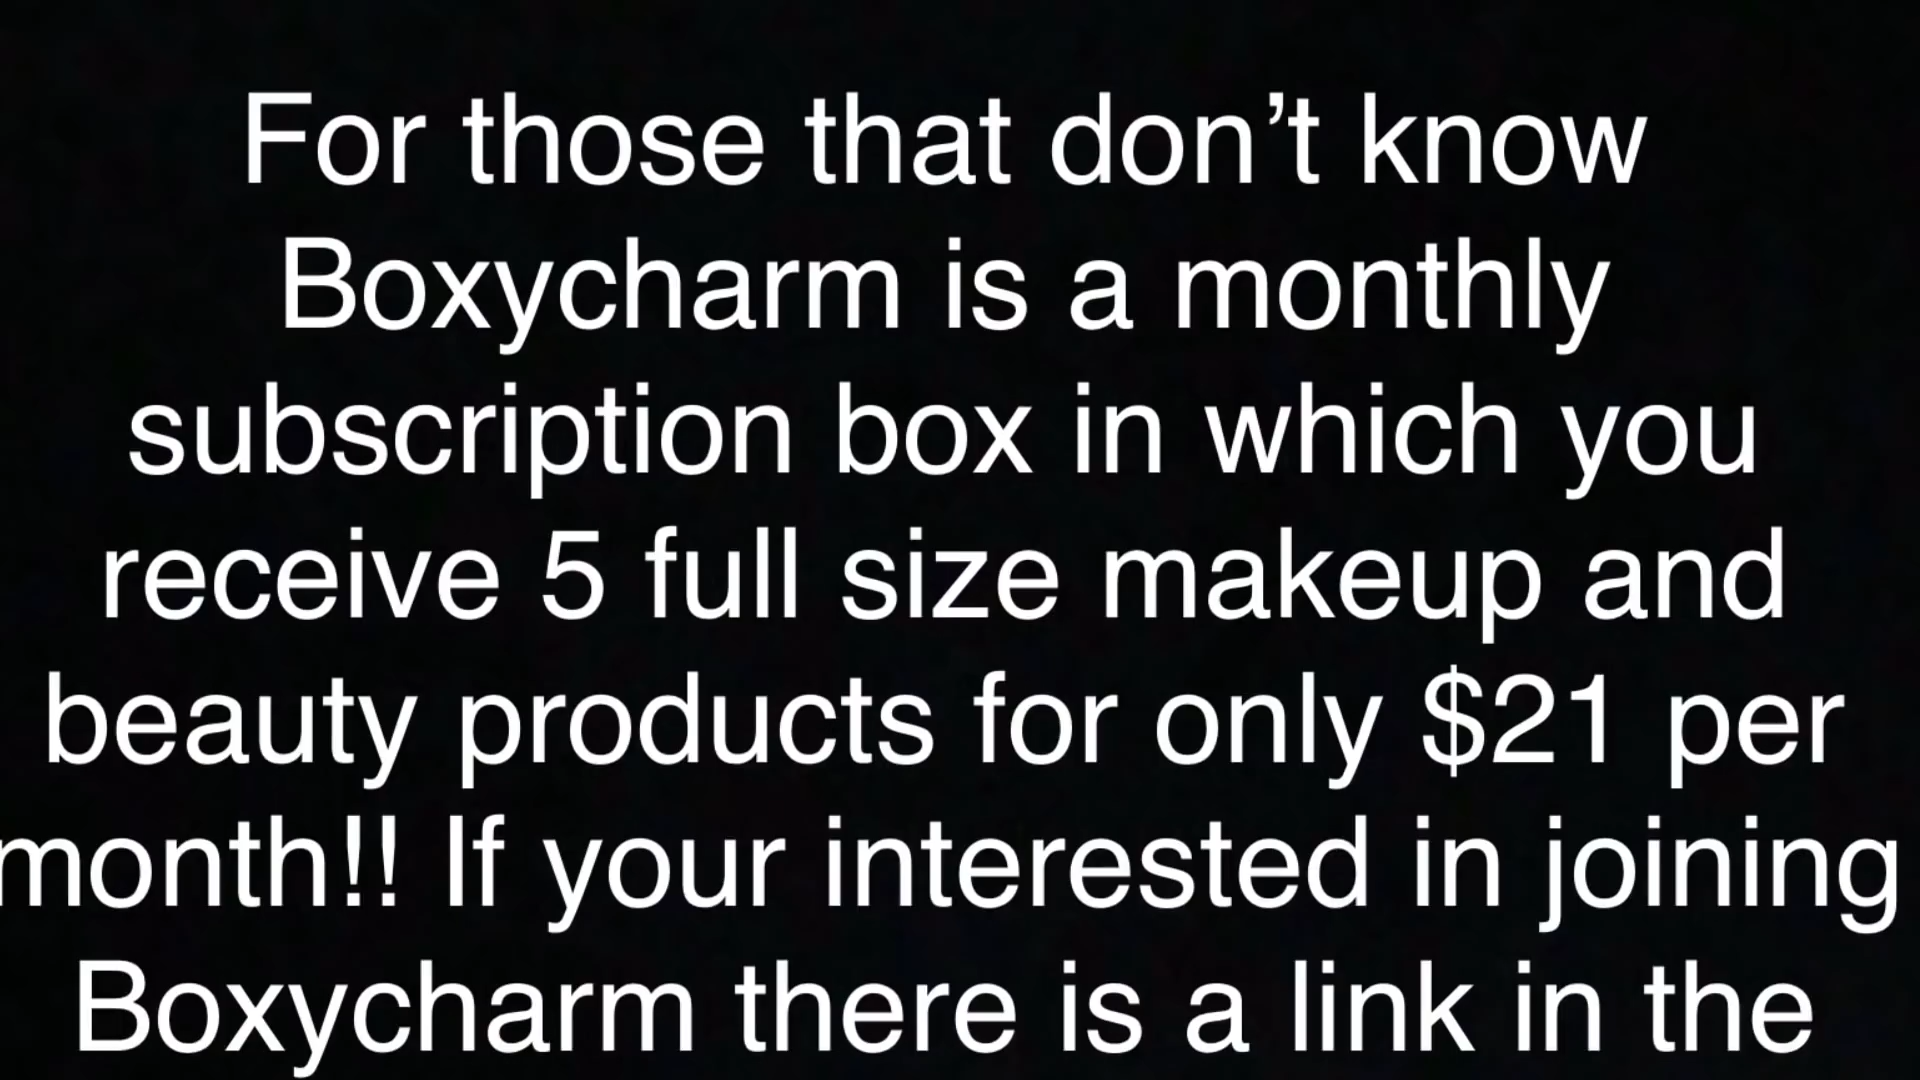 For those that don’t know
Boxycharm is a monthly
subscription box in which you
receive 5 full size makeup and
beauty products for only $21 per
month!! If your interested in joining
Boxycharm there is a link in the